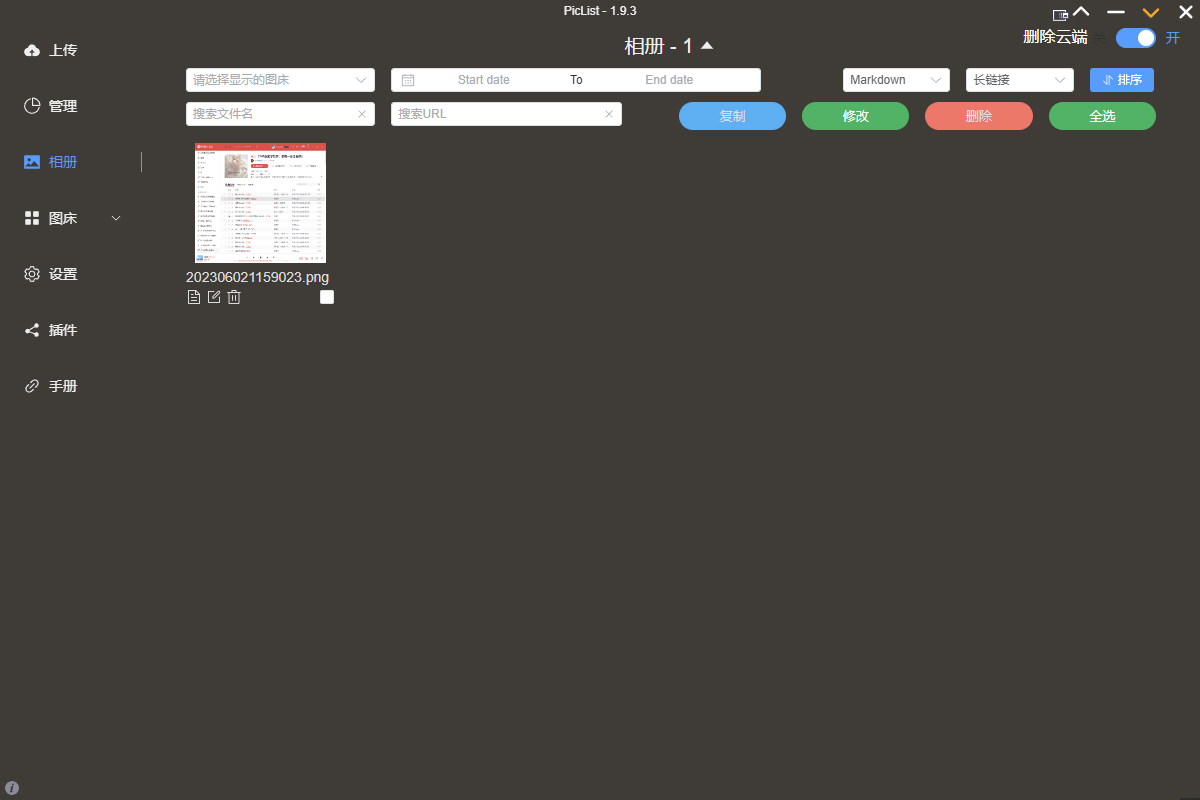 PicList - 1.9.3
上传
管理
相册
图床
设置
插件
手册
相册 - 1
删除云端
关
开
请选择显示的图床
Start date
To
End date
Markdown
长链接
排序
搜索文件名
搜索URL
复制
修改
删除
全选
202306021159023.png